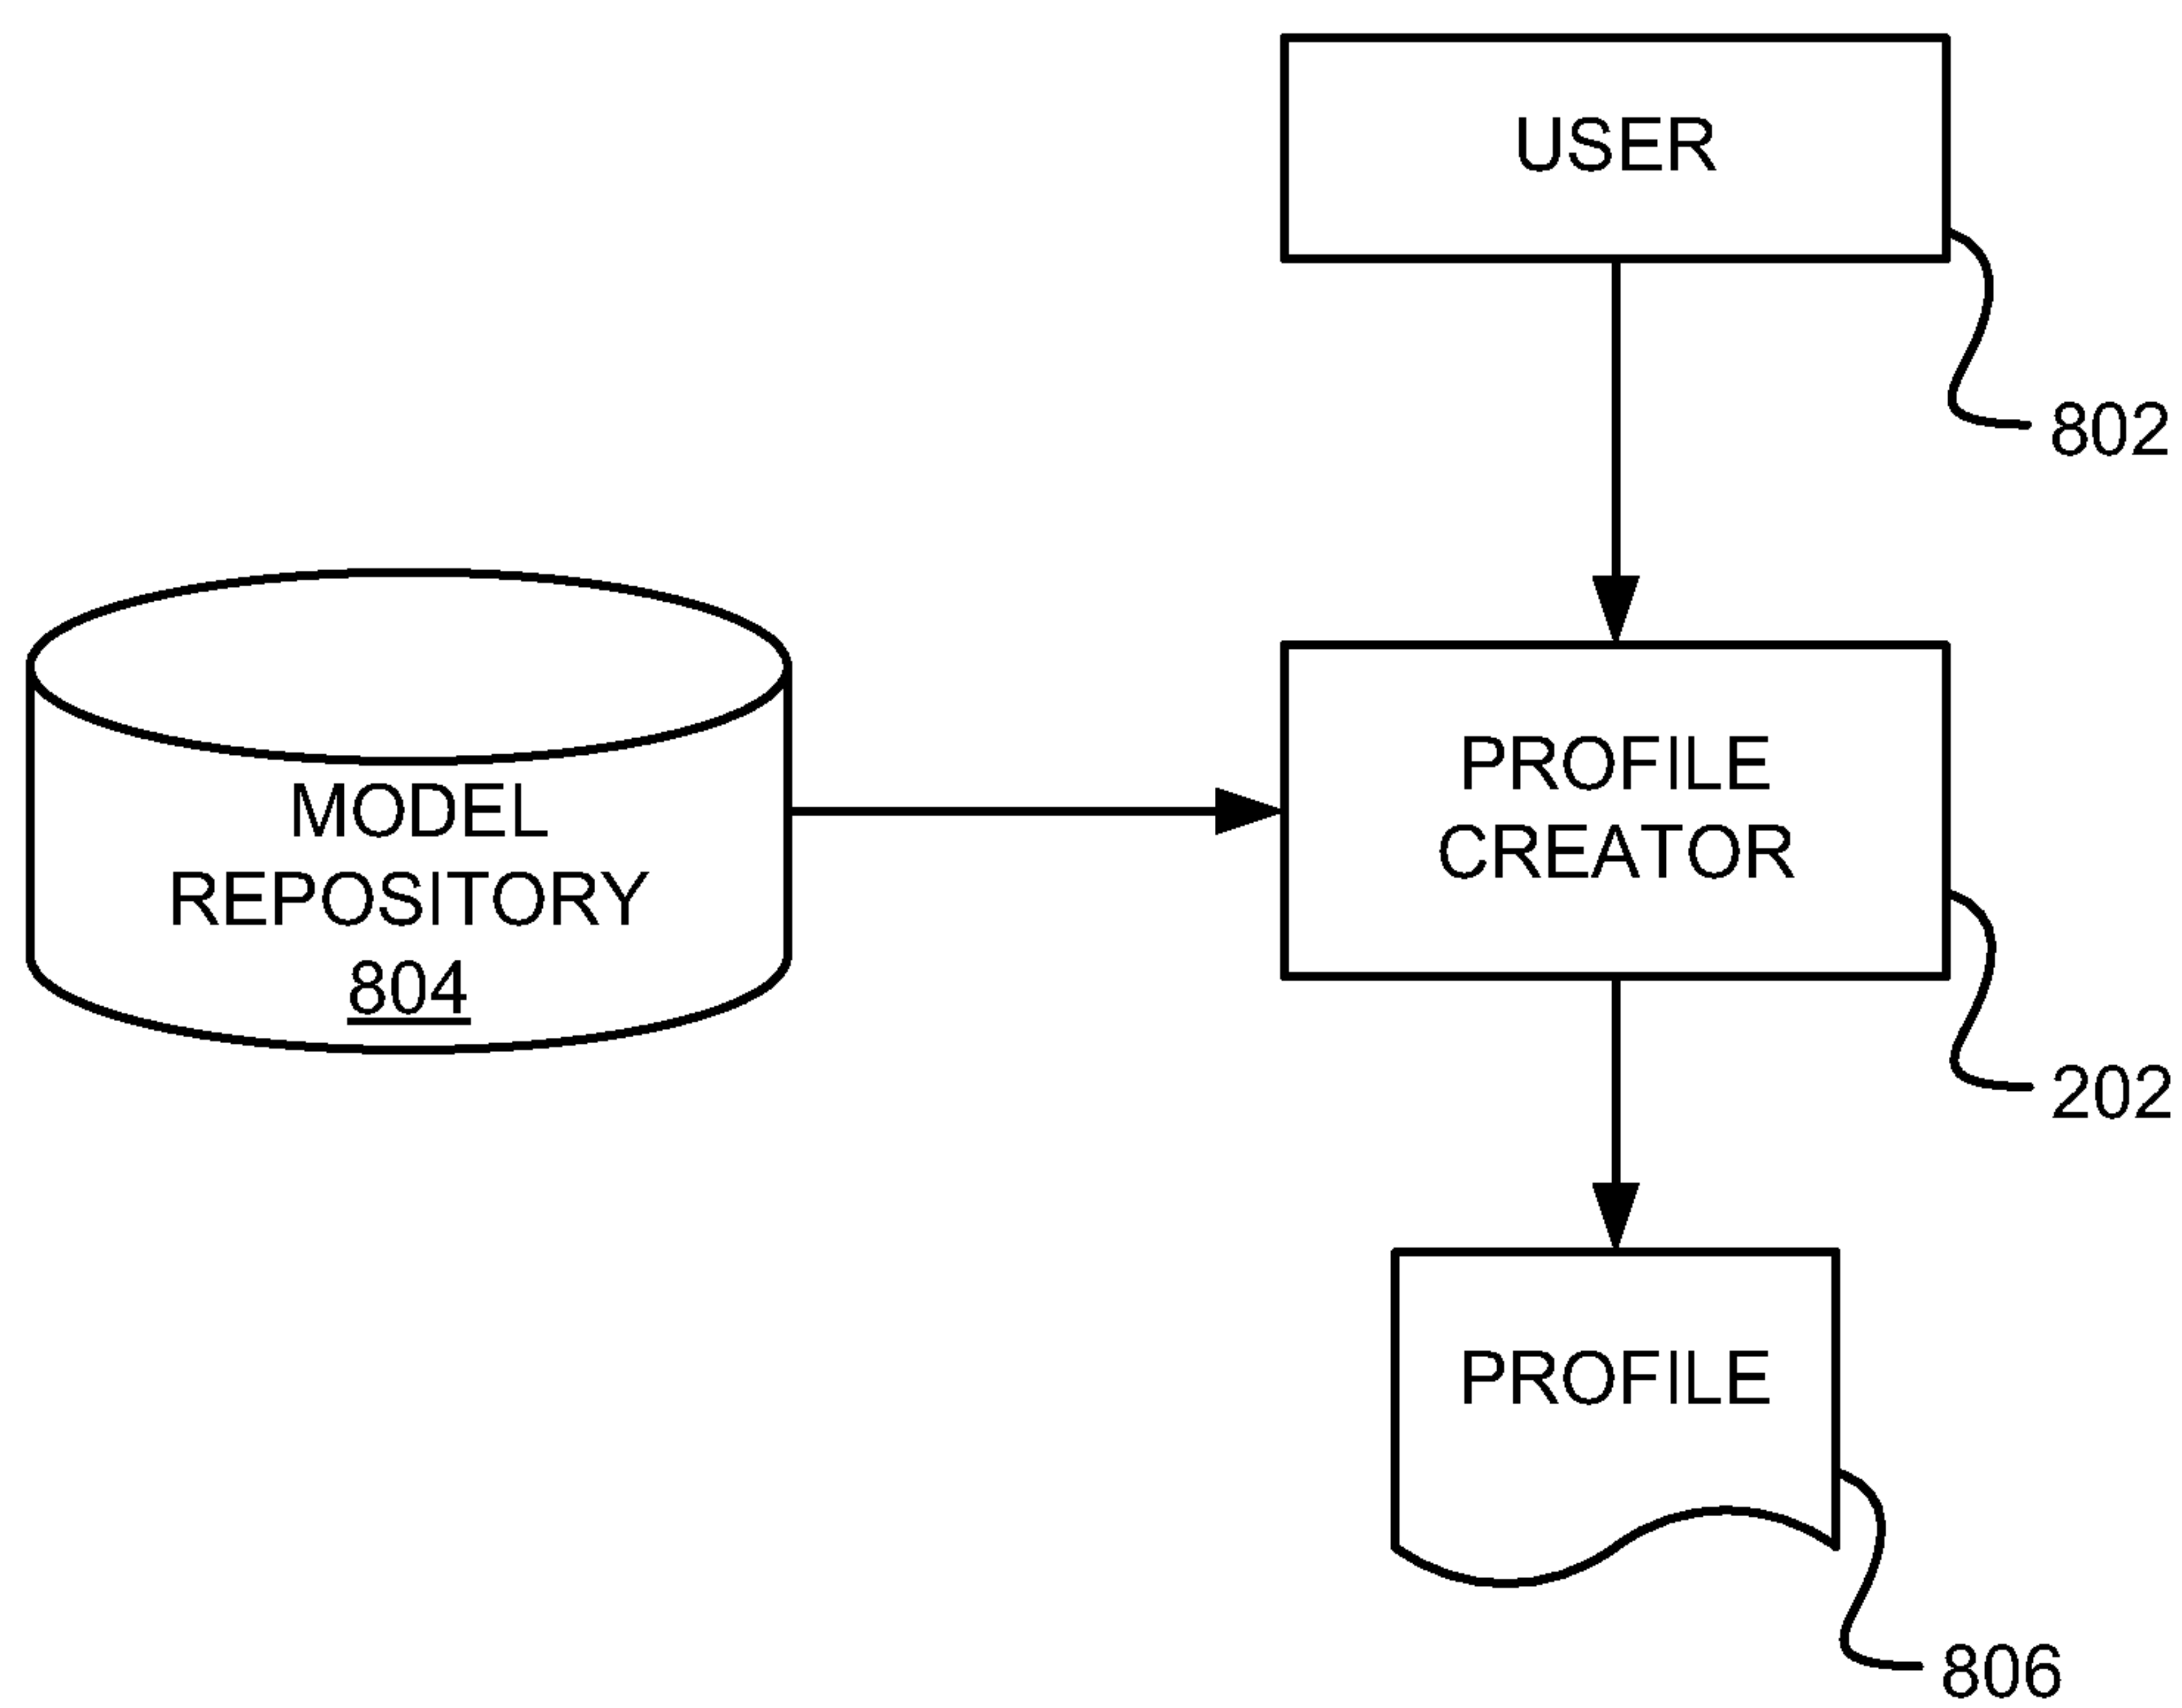 USER
802
MODEL
REPOSITORY
804
PROFILE
CREATOR
202
PROFILE
806